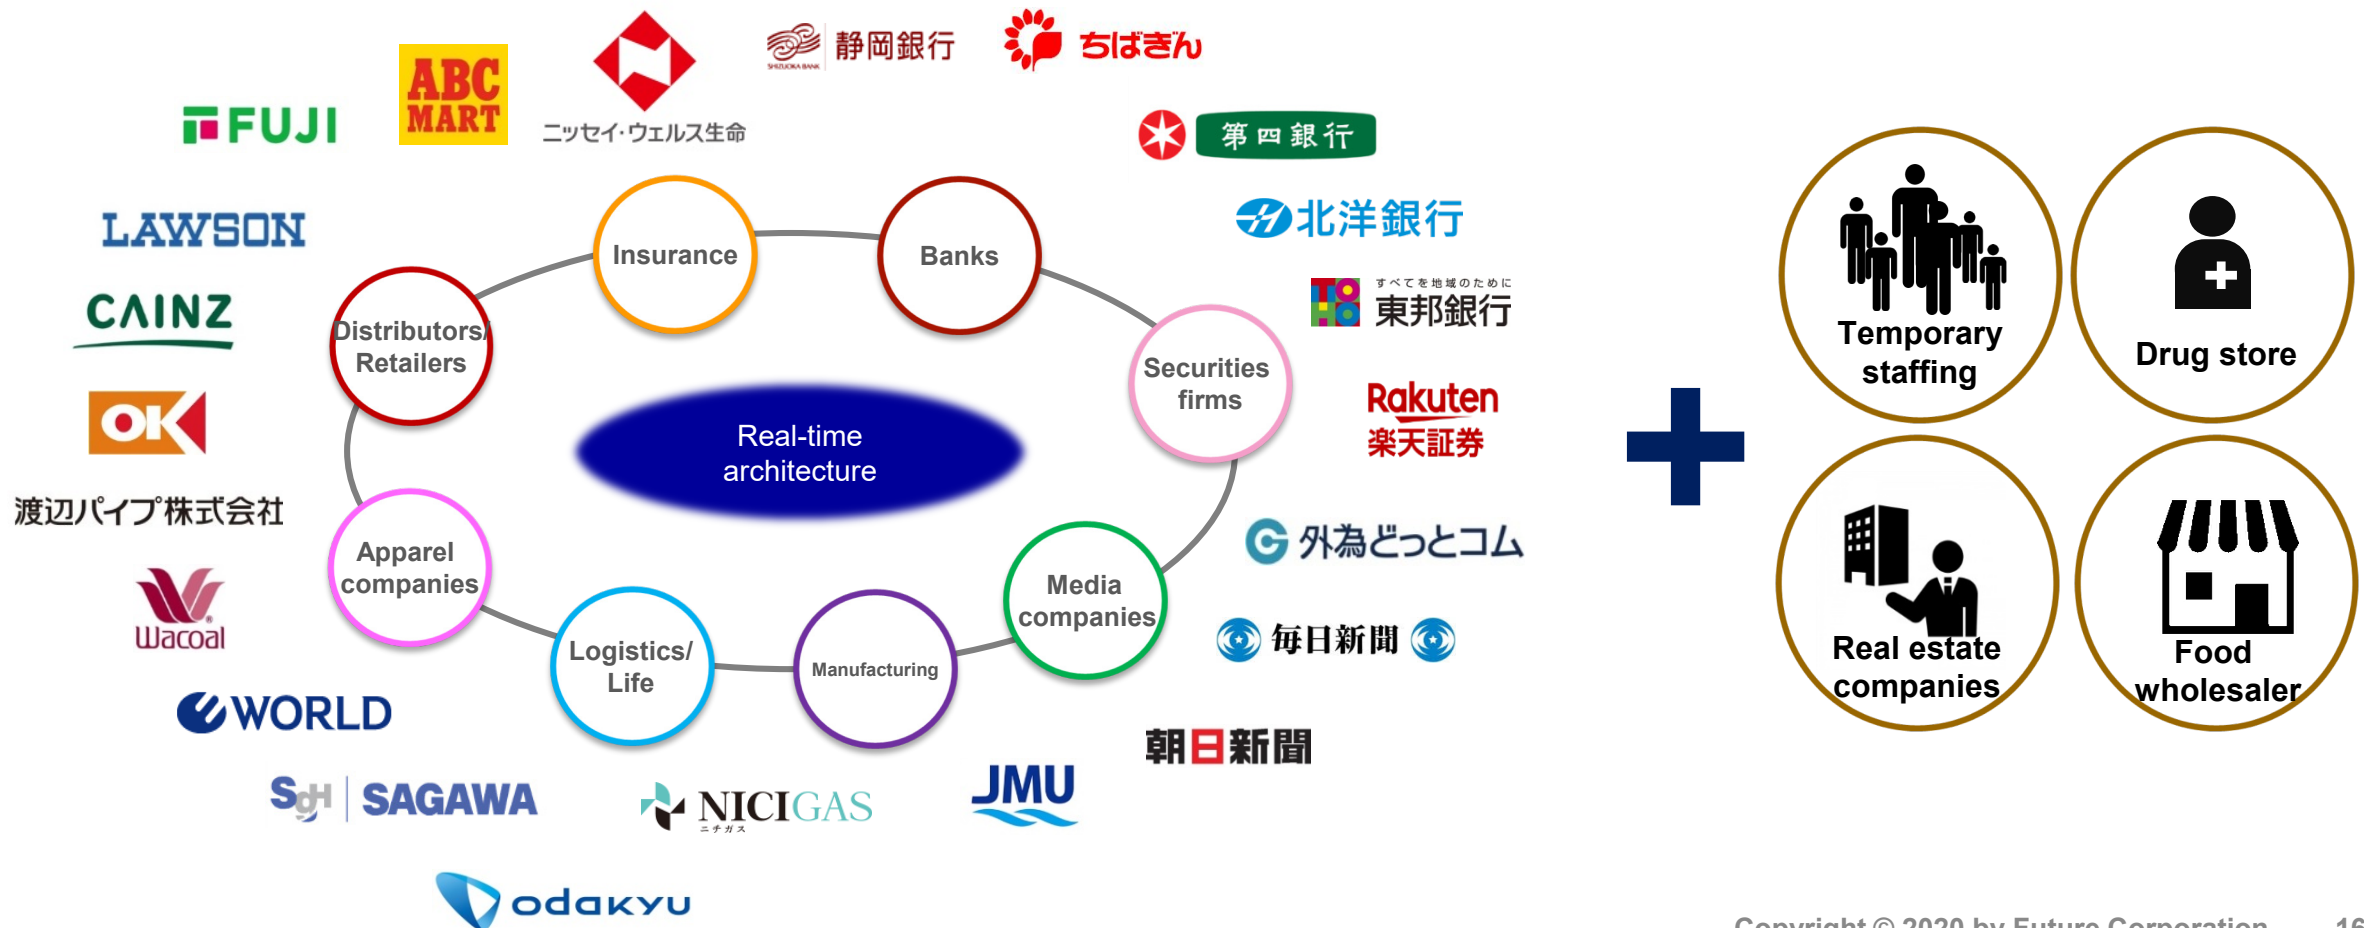 ABC
MART
FUJI
ニッセイ・ウェルス生命
SHIZUOKA BANK
静岡銀行
ちばぎん
第四銀行
LAWSON
北洋銀行
Insurance
Banks
CAINZ
TOHO
すべてを地域のために
東邦銀行
Distributors/
Retailers
Securities
firms
OK
Rakuten
楽天証券
Real-time
architecture
渡辺パイプ株式会社
外為どっとコム
Apparel
companies
Wacoal®
Media
companies
毎日新聞
Logistics/
Life
Manufacturing
WORLD
朝日新聞
SGH
SAGAWA
NICIGAS
ニチガス
JMU
odakyu
Temporary
staffing
Drug store
Real estate
companies
Food
wholesaler
Copyright © 2020 by Future Corporation
16